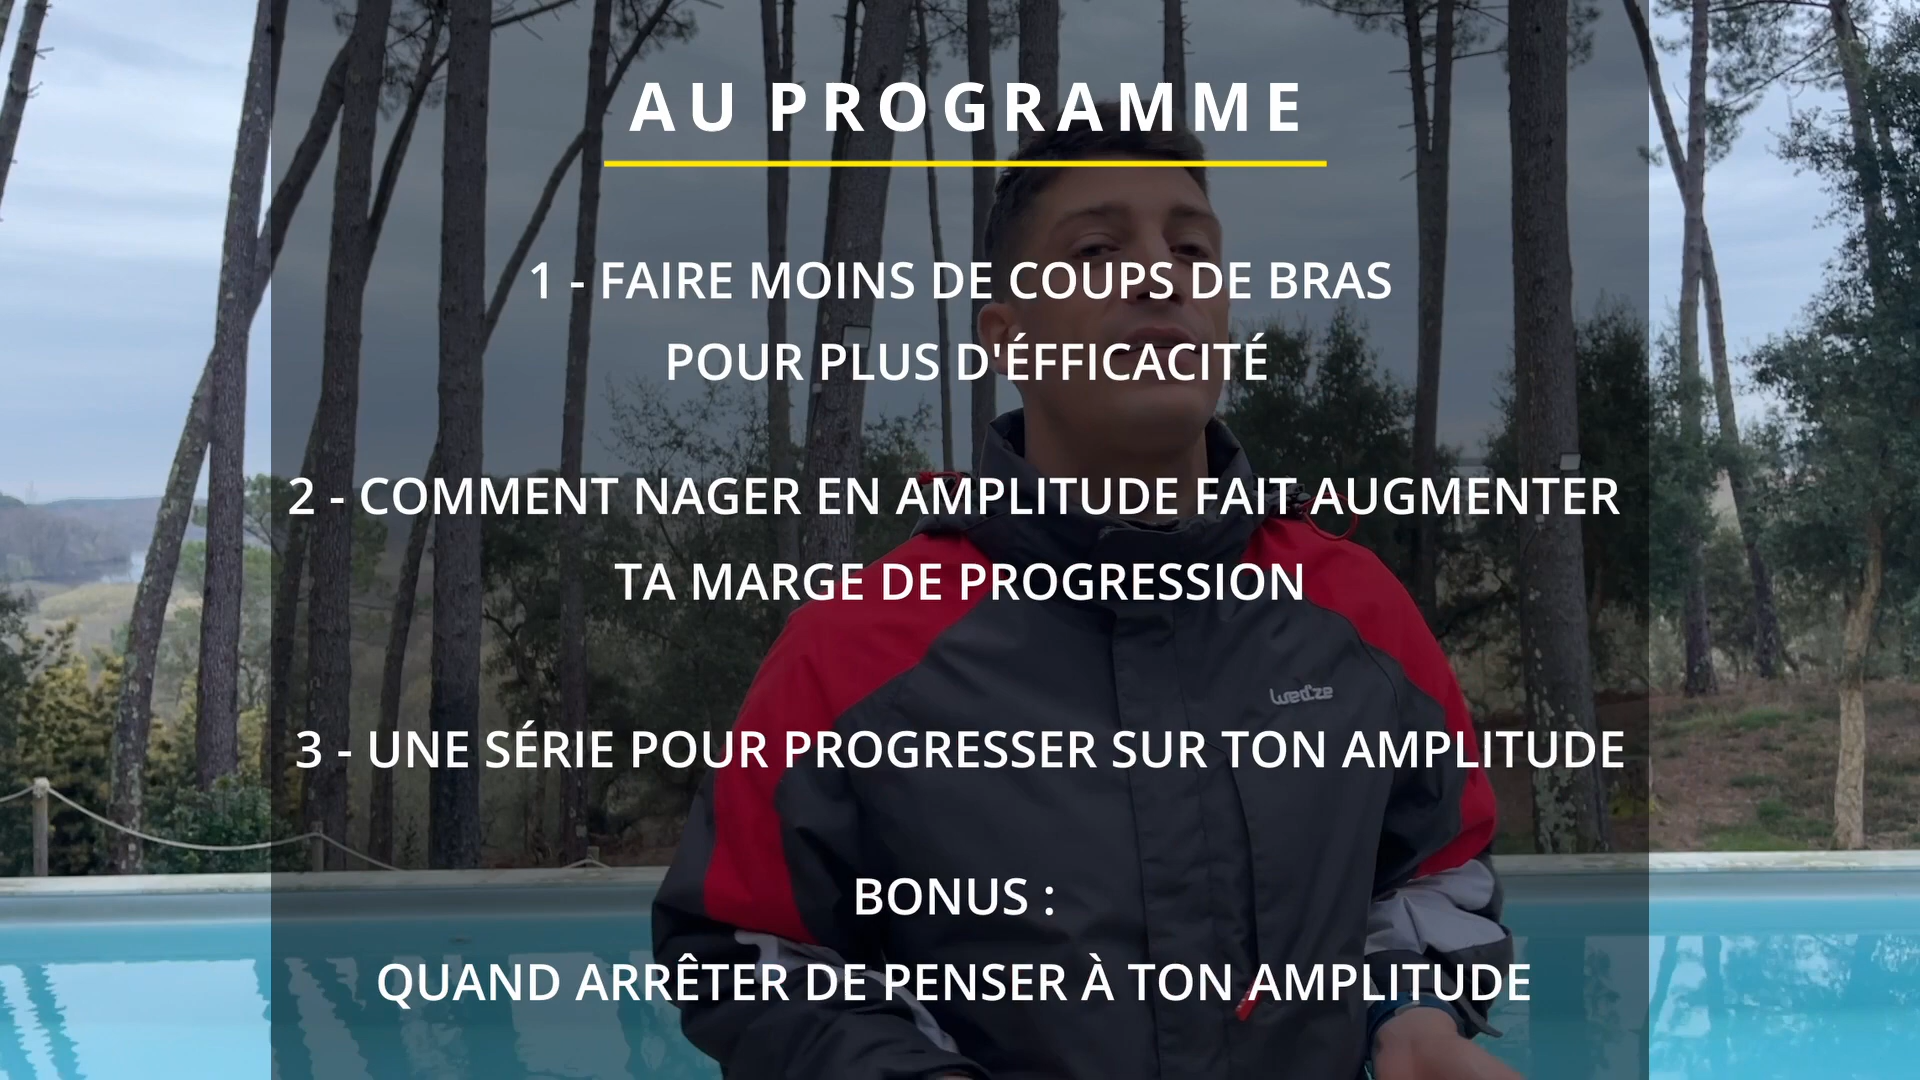 AU PROGRAMME
1 - FAIRE MOINS DE COUPS DE BRAS
POUR PLUS D'ÉFFICACITÉ
2 - COMMENT NAGER EN AMPLITUDE FAIT AUGMENTER
TA MARGE DE PROGRESSION
wed'ze
3 - UNE SÉRIE POUR PROGRESSER SUR TON AMPLITUDE
BONUS :
QUAND ARRÊTER DE PENSER À TON AMPLITUDE